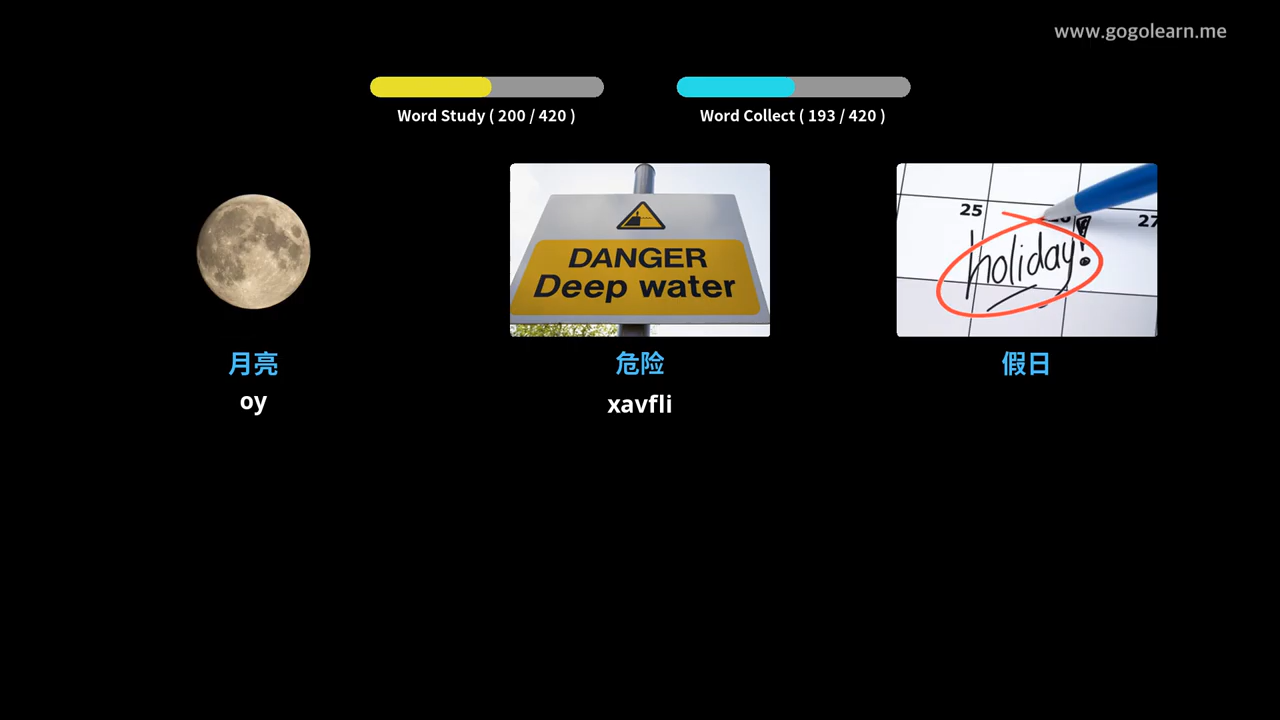 www.gogolearn.me
Word Study ( 200 / 420 )
Word Collect ( 193 / 420 )
DANGER
Deep water
25
27
holiday!
月亮
危险
假日
oy
xavfli